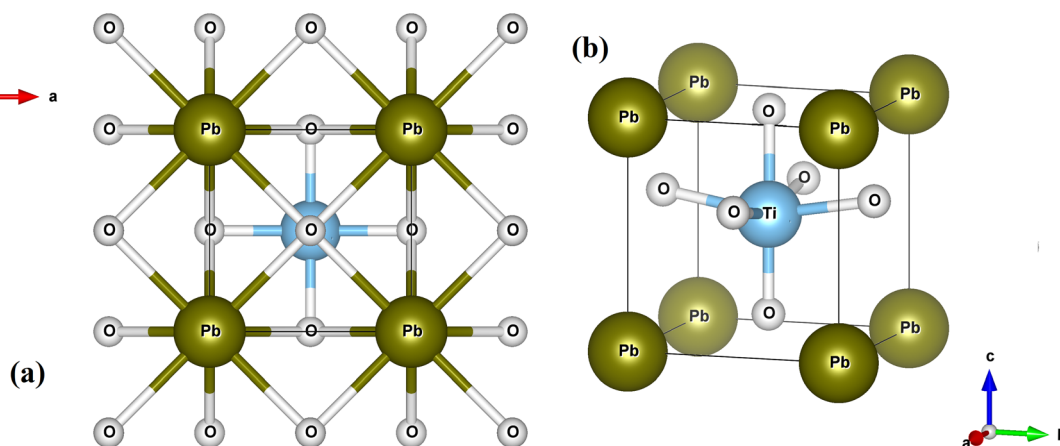 O O O O O
a
O Pb O Pb O
O O O O O
O Pb O Pb O
(a)
O O O O O
(b)
Pb Pb
O
Pb Pb
O
O O
O Ti
Pb O Pb
Pb Pb
c
a